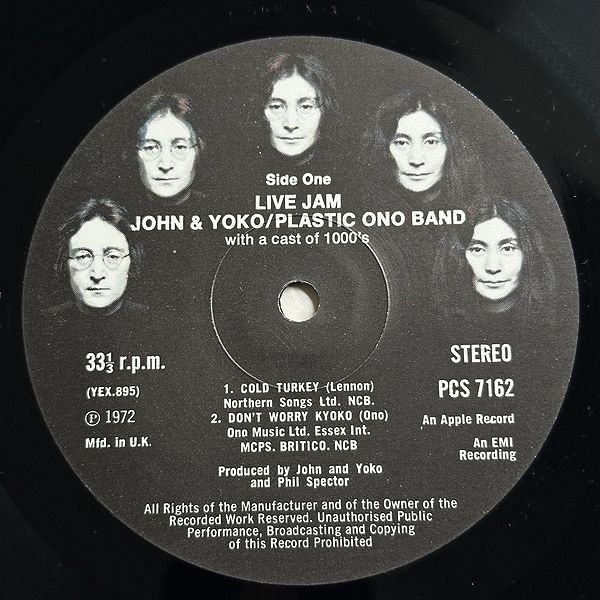 Side One
LIVE JAM
JOHN & YOKO/PLASTIC ONO BAND
with a cast of 1000's
33⅓ r.p.m.
(YEX.895)
Ⓟ 1972
Mfd. in U.K.
STEREO
PCS 7162
An Apple Record
An EMI
Recording
1. COLD TURKEY (Lennon)
Northern Songs Ltd. NCB.
2. DON'T WORRY KYOKO (Ono)
Ono Music Ltd. Essex Int.
MCPS. BRITICO. NCB
Produced by John and Yoko
and Phil Spector
All Rights of the Manufacturer and of the Owner of the
Recorded Work Reserved. Unauthorised Public
Performance, Broadcasting and Copying
of this Record Prohibited